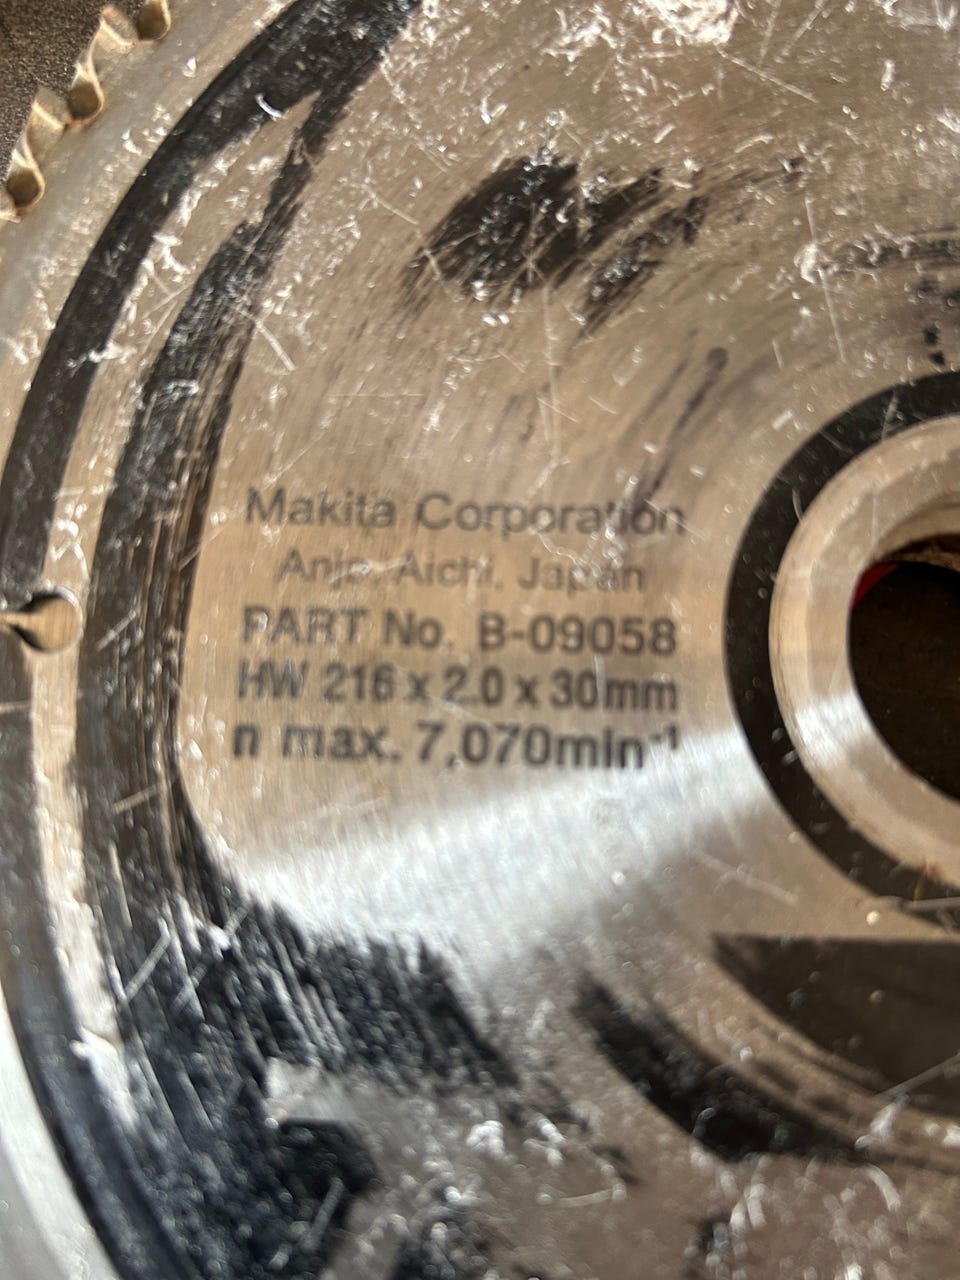 Makita Corporation
Anjo, Aichi, Japan
PART No. B-09058
HW 216 x 2.0 x 30mm
n max. 7,070min⁻¹